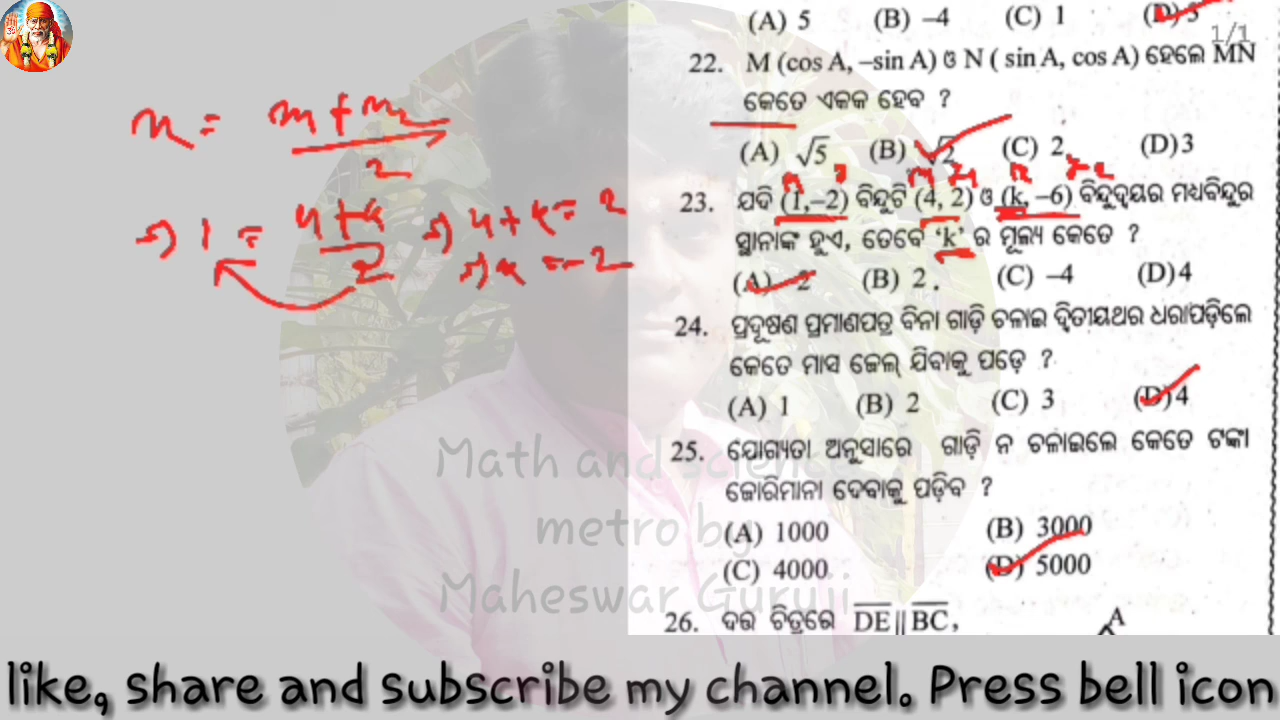 (A) 5 (B) –4 (C) 1 (D) 3
1/1
22. M (cos A, –sin A) ଓ N ( sin A, cos A) ହେଲେ MN
କେତେ ଏକକ ହେବ ?
(A) √5 (B) √2 (C) 2 (D) 3
23. ଯଦି (1,–2) ବିନ୍ଦୁଟି (4, 2) ଓ (k, –6) ବିନ୍ଦୁଦ୍ୱୟର ମଧ୍ୟବିନ୍ଦୁର
ସ୍ଥାନାଙ୍କ ହୁଏ, ତେବେ ‘k’ ର ମୂଲ୍ୟ କେତେ ?
(A) –2 (B) 2 . (C) –4 (D) 4
24. ପ୍ରଦୂଷଣ ପ୍ରମାଣପତ୍ର ବିନା ଗାଡ଼ି ଚଳାଇ ଦ୍ୱିତୀୟଥର ଧରାପଡ଼ିଲେ
କେତେ ମାସ ଜେଲ୍ ଯିବାକୁ ପଡ଼େ ?
(A) 1 (B) 2 (C) 3 (D) 4
25. ଯୋଗ୍ୟତା ଅନୁସାରେ ଗାଡ଼ି ନ ଚଳାଇଲେ କେତେ ଟଙ୍କା
ଜୋରିମାନା ଦେବାକୁ ପଡ଼ିବ ?
(A) 1000 (B) 3000
(C) 4000 (D) 5000
26. ଦତ୍ତ ଚିତ୍ରରେ DE || BC,
A
1 = 4+k / 2 ⇒ 4+k = 2
⇒ k = –2
Math and science
metro by
Maheswar Guruji
like, share and subscribe my channel. Press bell icon